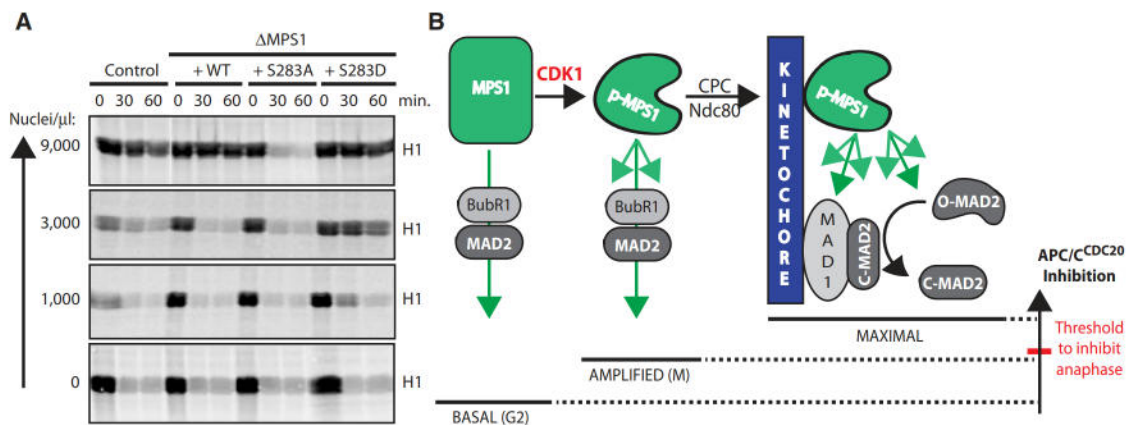 A
ΔMPS1
Control + WT + S283A + S283D
0 30 60 0 30 60 0 30 60 0 30 60 min.
Nuclei/μl:
9,000 H1
3,000 H1
1,000 H1
0 H1
B
MPS1
CDK1
p-MPS1
CPC
Ndc80
KINETOCHORE
p-MPS1
BubR1
MAD2
BubR1
MAD2
MAD1
C-MAD2
O-MAD2
C-MAD2
APC/C^CDC20
Inhibition
Threshold
to inhibit
anaphase
MAXIMAL
AMPLIFIED (M)
BASAL (G2)